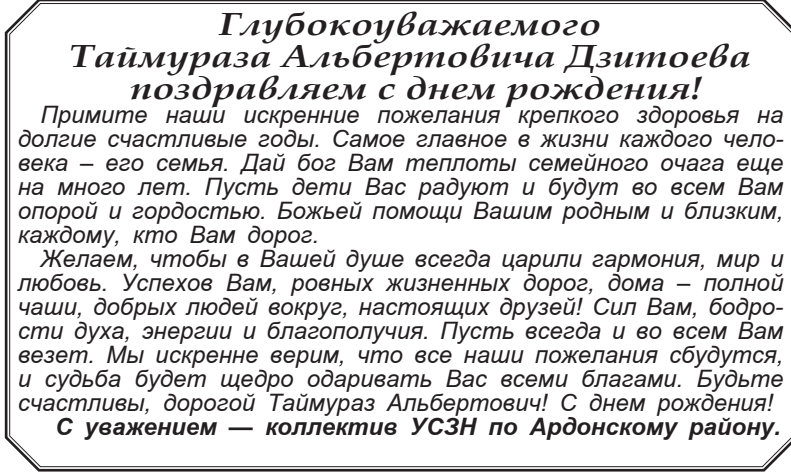 Глубокоуважаемого
Таймураза Альбертовича Дзитоева
поздравляем с днем рождения!
Примите наши искренние пожелания крепкого здоровья на
долгие счастливые годы. Самое главное в жизни каждого чело-
века – его семья. Дай бог Вам теплоты семейного очага еще
на много лет. Пусть дети Вас радуют и будут во всем Вам
опорой и гордостью. Божьей помощи Вашим родным и близким,
каждому, кто Вам дорог.
Желаем, чтобы в Вашей душе всегда царили гармония, мир и
любовь. Успехов Вам, ровных жизненных дорог, дома – полной
чаши, добрых людей вокруг, настоящих друзей! Сил Вам, бодро-
сти духа, энергии и благополучия. Пусть всегда и во всем Вам
везет. Мы искренне верим, что все наши пожелания сбудутся,
и судьба будет щедро одаривать Вас всеми благами. Будьте
счастливы, дорогой Таймураз Альбертович! С днем рождения!
С уважением — коллектив УСЗН по Ардонскому району.